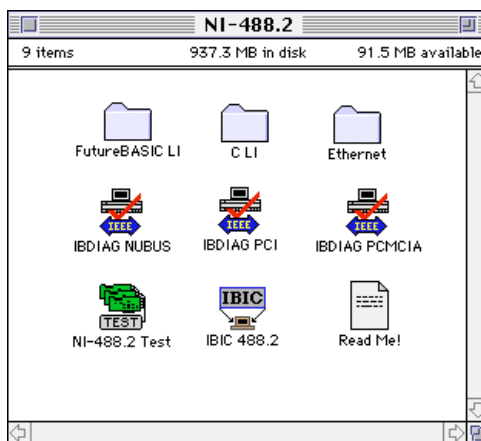 NI-488.2
9 items 937.3 MB in disk 91.5 MB available
FutureBASIC LI C LI Ethernet
IEEE IEEE IEEE
IBDIAG NUBUS IBDIAG PCI IBDIAG PCMCIA
TEST IBIC
NI-488.2 Test IBIC 488.2 Read Me!